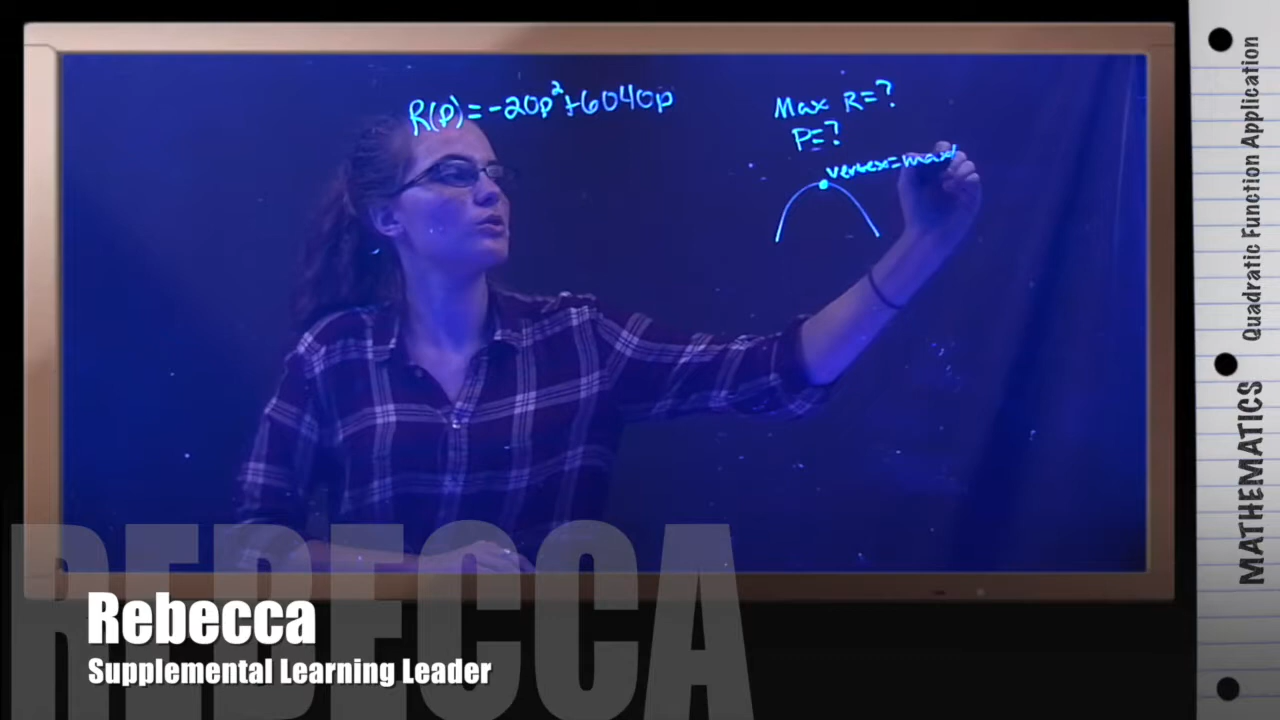 R(p)=-20p²+6040p
Max R=?
P=?
vertex=max
REBECCA
Rebecca
Supplemental Learning Leader
MATHEMATICS Quadratic Function Application